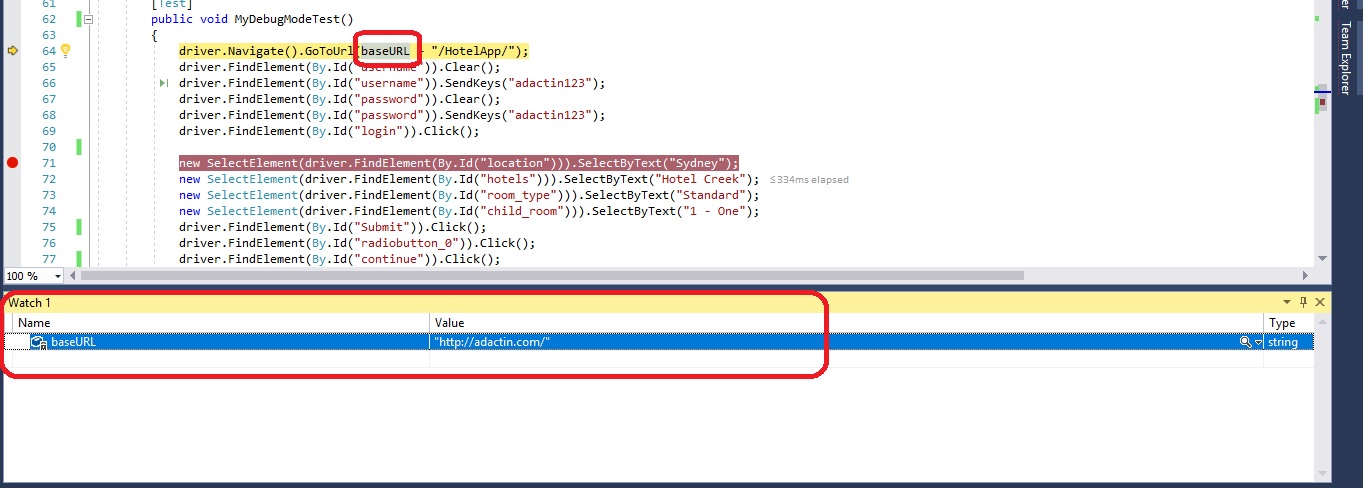 61 [Test]
62 public void MyDebugModeTest()
63 {
64 driver.Navigate().GoToUrl(baseURL + "/HotelApp/");
65 driver.FindElement(By.Id("username")).Clear();
66 driver.FindElement(By.Id("username")).SendKeys("adactin123");
67 driver.FindElement(By.Id("password")).Clear();
68 driver.FindElement(By.Id("password")).SendKeys("adactin123");
69 driver.FindElement(By.Id("login")).Click();
70
71 new SelectElement(driver.FindElement(By.Id("location"))).SelectByText("Sydney");
72 new SelectElement(driver.FindElement(By.Id("hotels"))).SelectByText("Hotel Creek"); ≤334ms elapsed
73 new SelectElement(driver.FindElement(By.Id("room_type"))).SelectByText("Standard");
74 new SelectElement(driver.FindElement(By.Id("child_room"))).SelectByText("1 - One");
75 driver.FindElement(By.Id("Submit")).Click();
76 driver.FindElement(By.Id("radiobutton_0")).Click();
77 driver.FindElement(By.Id("continue")).Click();
100 %
Team Explorer
Watch 1
Name Value Type
baseURL "http://adactin.com/" string